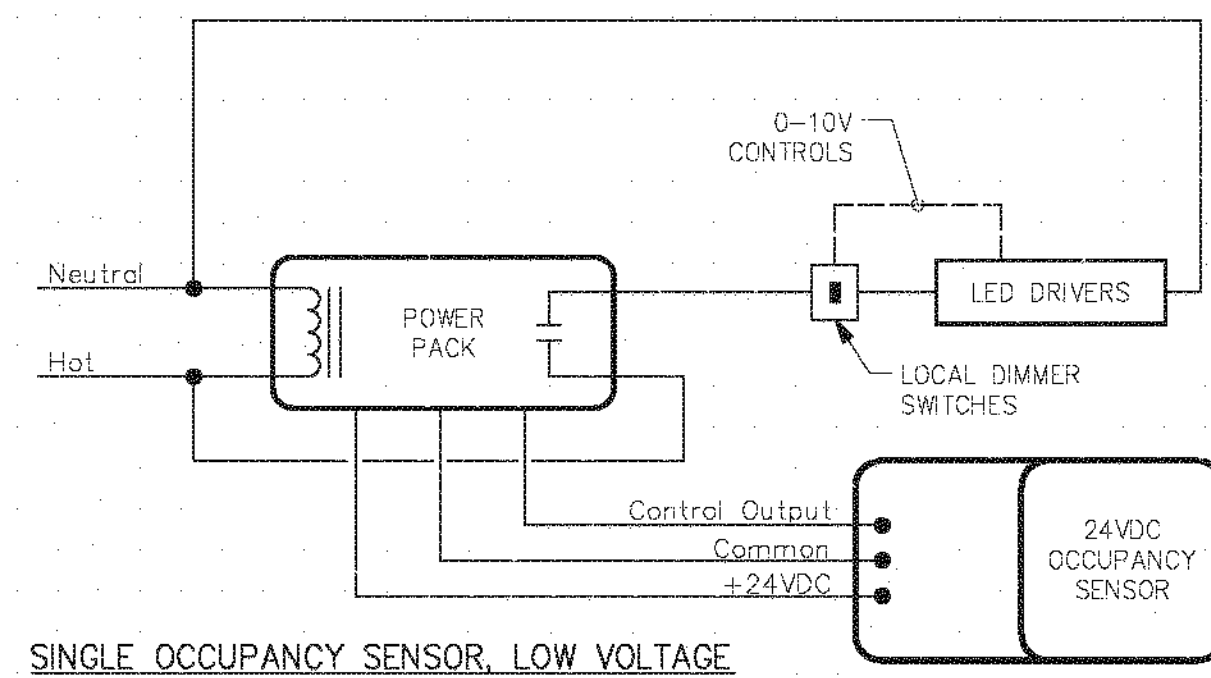 0-10V
CONTROLS
Neutral
POWER
PACK
LED DRIVERS
Hot
LOCAL DIMMER
SWITCHES
Control Output
Common
+24VDC
24VDC
OCCUPANCY
SENSOR
SINGLE OCCUPANCY SENSOR, LOW VOLTAGE